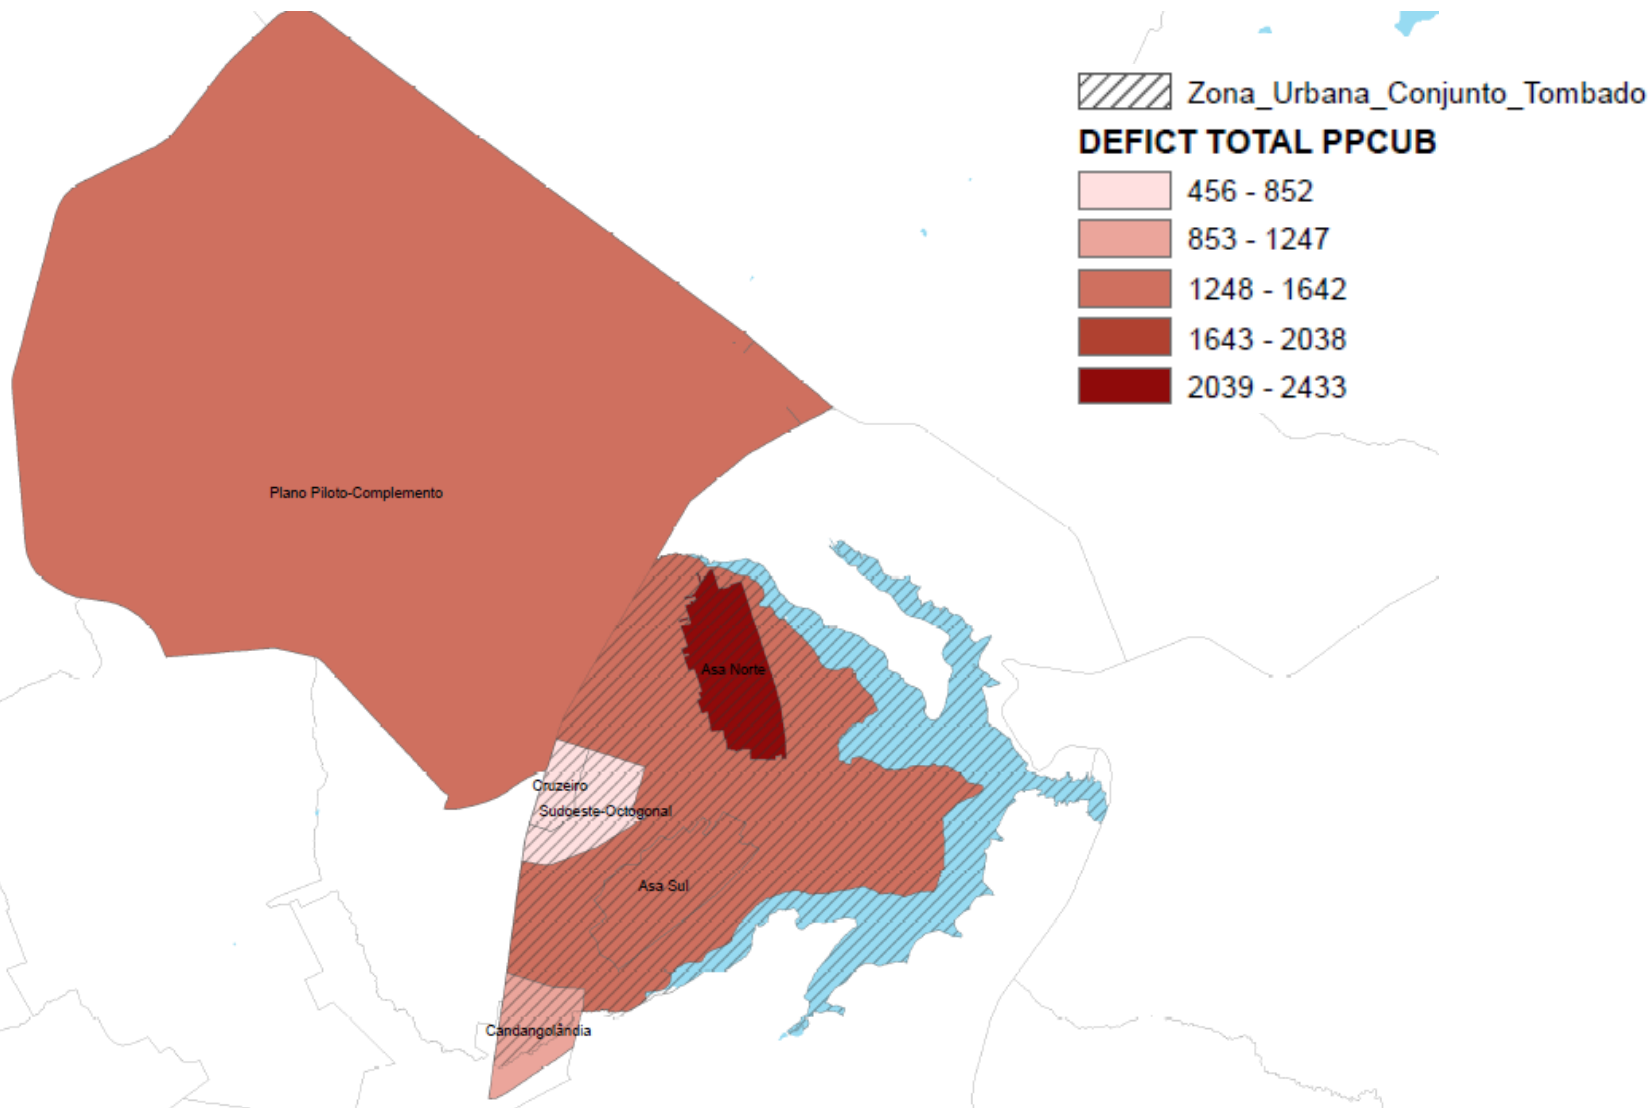 Zona_Urbana_Conjunto_Tombado
DEFICT TOTAL PPCUB
456 - 852
853 - 1247
1248 - 1642
1643 - 2038
2039 - 2433
Plano Piloto-Complemento
Asa Norte
Cruzeiro
Sudoeste-Octogonal
Asa Sul
Candangolândia